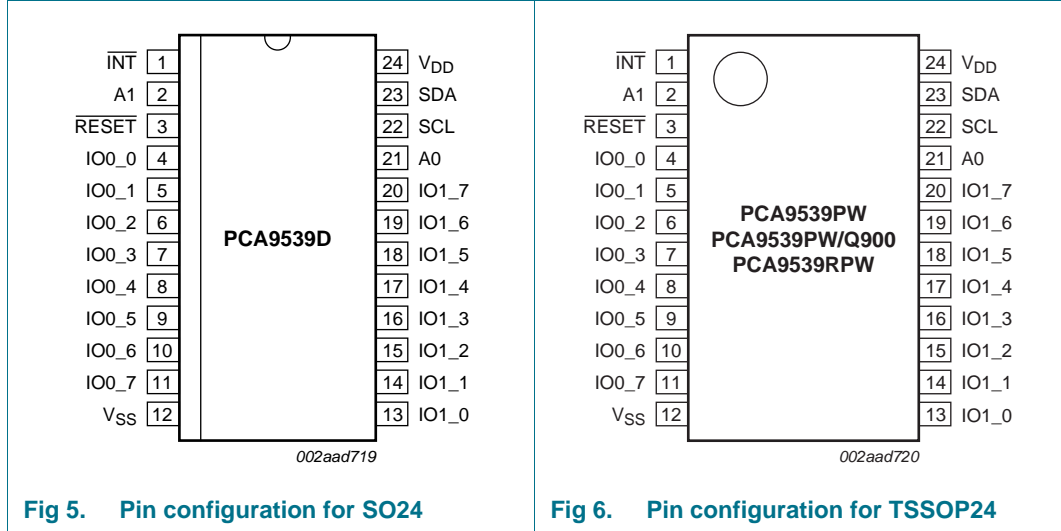 INT 1 24 VDD
A1 2 23 SDA
RESET 3 22 SCL
IO0_0 4 21 A0
IO0_1 5 20 IO1_7
IO0_2 6 19 IO1_6
IO0_3 7 18 IO1_5
IO0_4 8 17 IO1_4
IO0_5 9 16 IO1_3
IO0_6 10 15 IO1_2
IO0_7 11 14 IO1_1
VSS 12 13 IO1_0
PCA9539D
002aad719
Fig 5. Pin configuration for SO24
INT 1 24 VDD
A1 2 23 SDA
RESET 3 22 SCL
IO0_0 4 21 A0
IO0_1 5 20 IO1_7
IO0_2 6 19 IO1_6
IO0_3 7 18 IO1_5
IO0_4 8 17 IO1_4
IO0_5 9 16 IO1_3
IO0_6 10 15 IO1_2
IO0_7 11 14 IO1_1
VSS 12 13 IO1_0
PCA9539PW
PCA9539PW/Q900
PCA9539RPW
002aad720
Fig 6. Pin configuration for TSSOP24